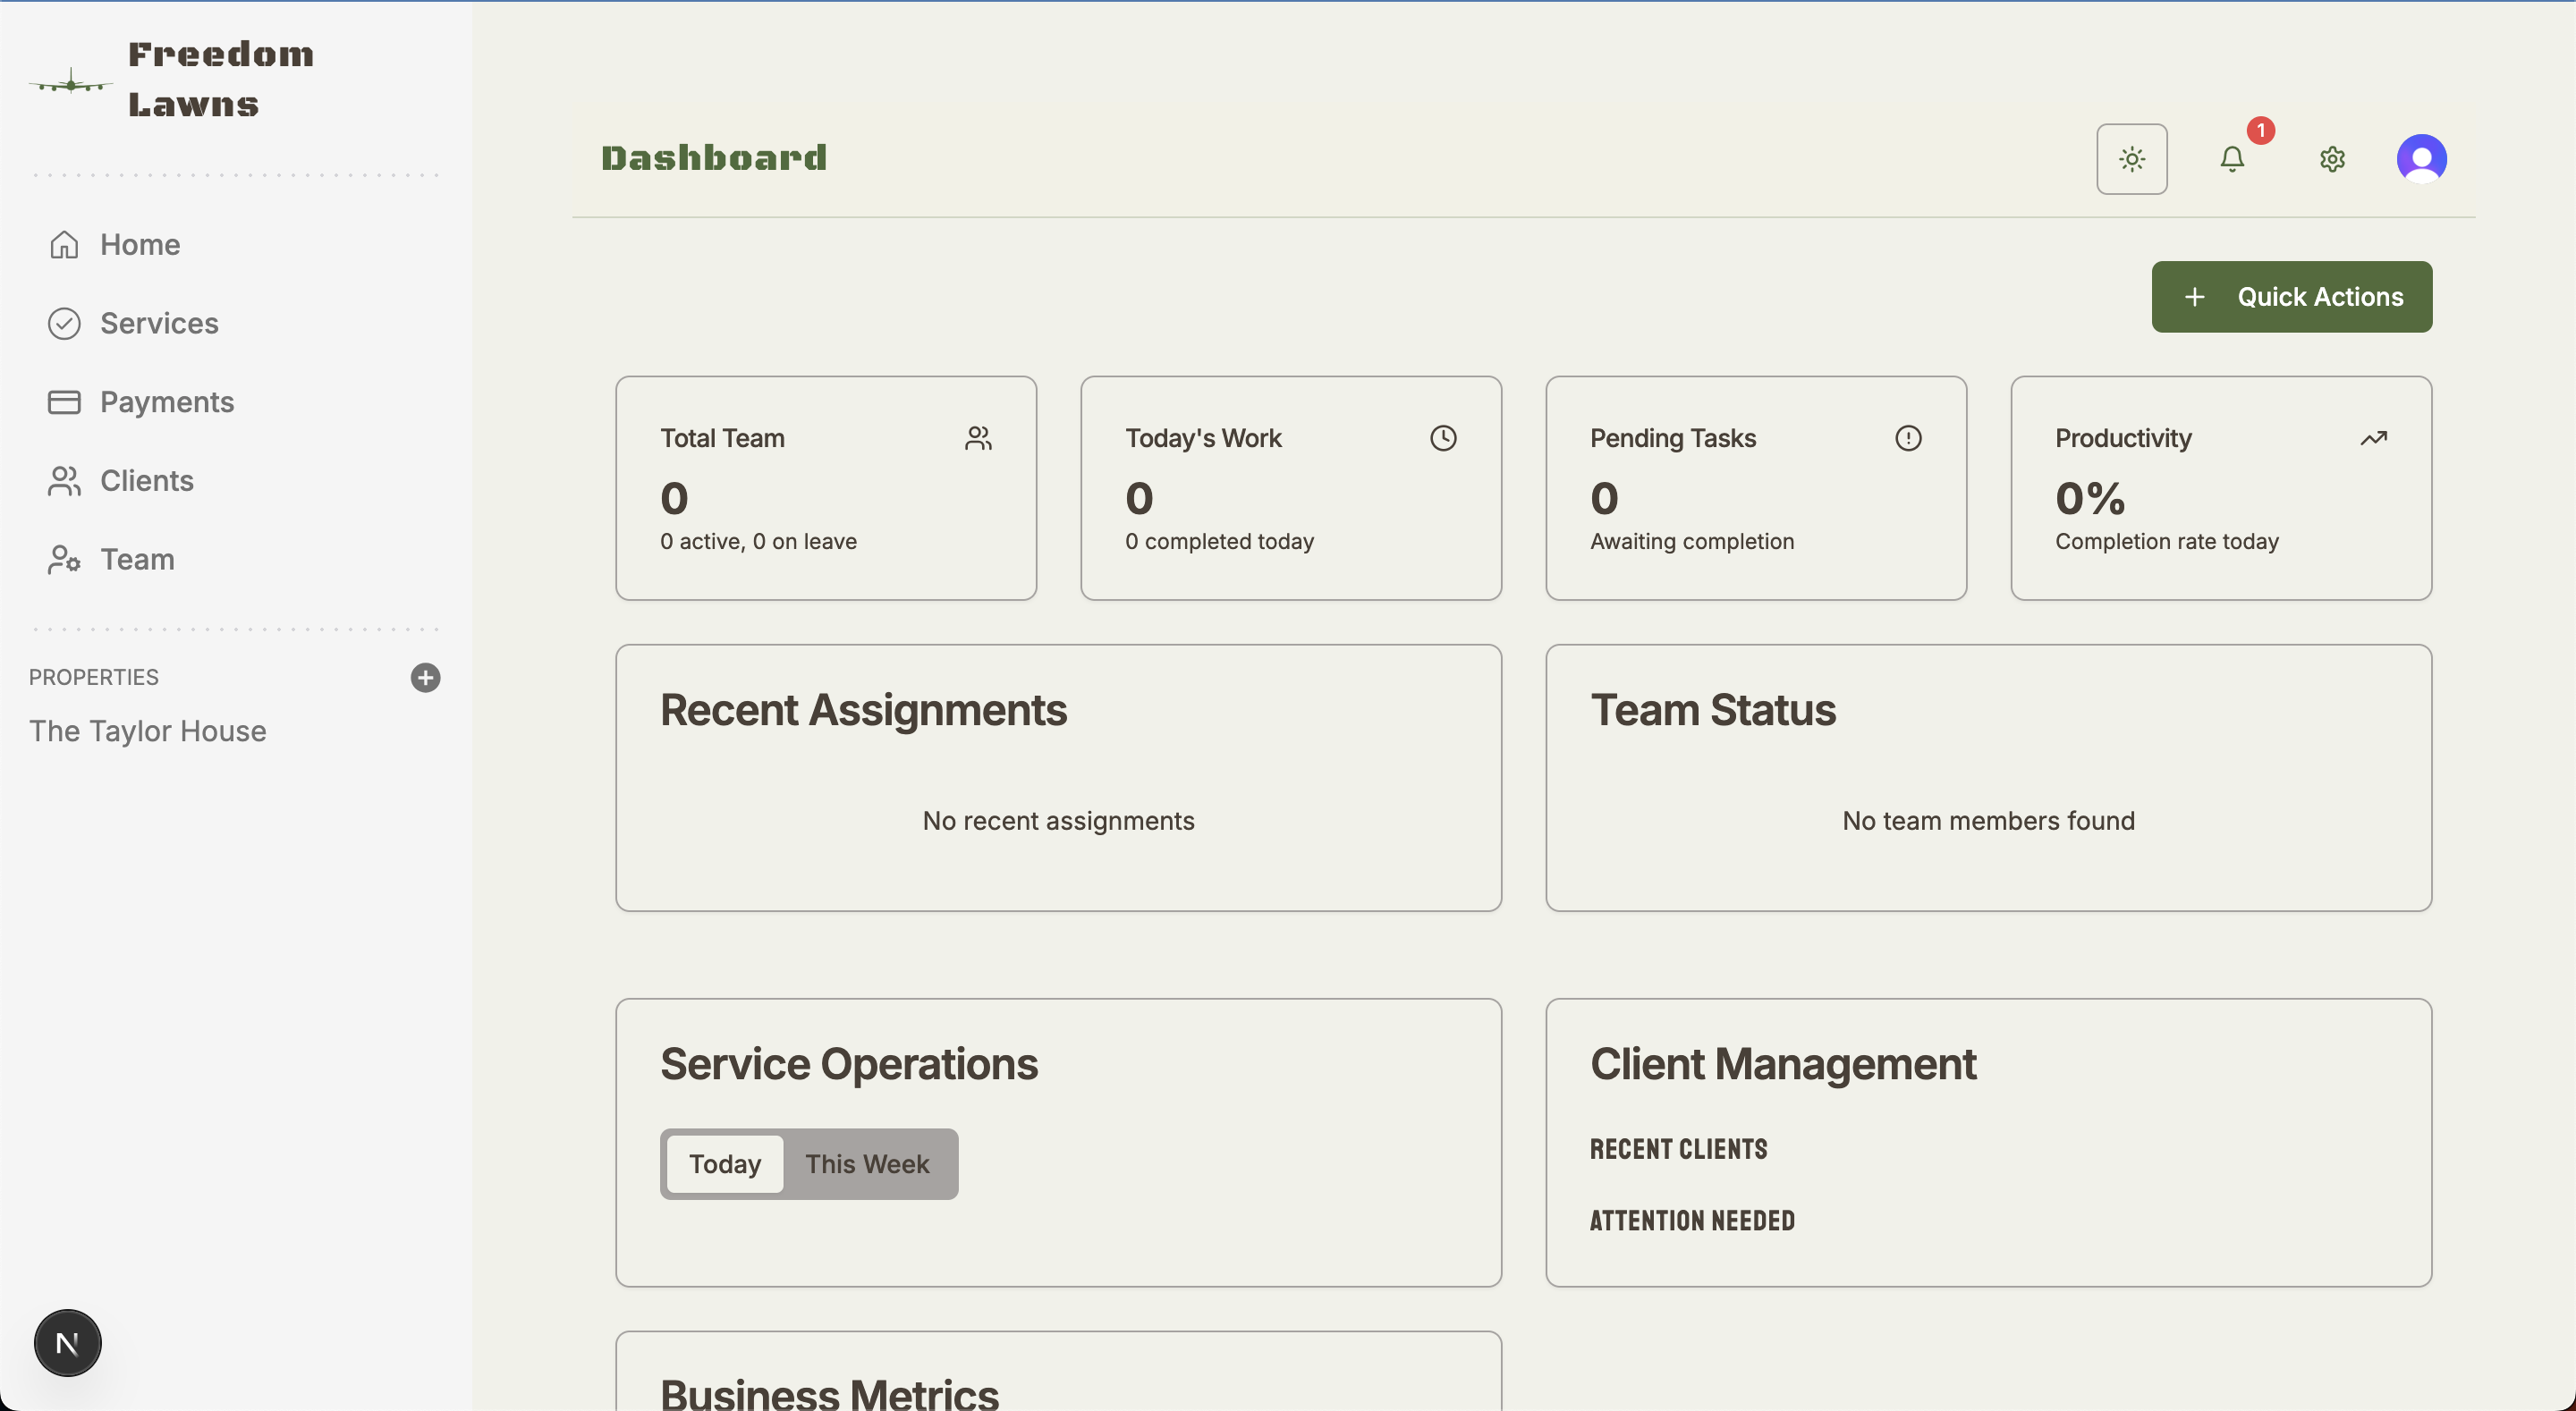 Freedom
Lawns
Home
Services
Payments
Clients
Team
PROPERTIES
The Taylor House
N
Dashboard
1
Quick Actions
Total Team
0
0 active, 0 on leave
Today's Work
0
0 completed today
Pending Tasks
0
Awaiting completion
Productivity
0%
Completion rate today
Recent Assignments
No recent assignments
Team Status
No team members found
Service Operations
Today This Week
Client Management
RECENT CLIENTS
ATTENTION NEEDED
Business Metrics